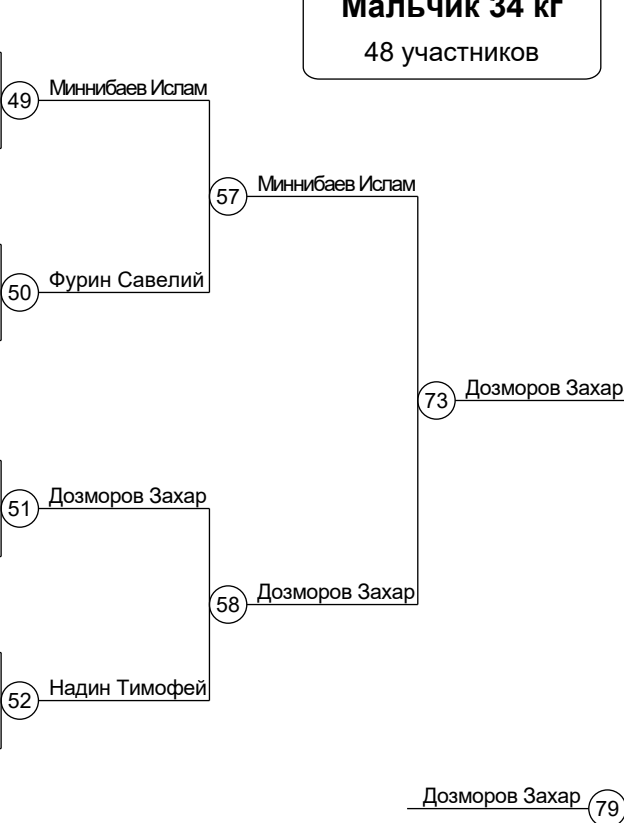 Мальчик 34 кг
48 участников
49 Миннибаев Ислам
57 Миннибаев Ислам
50 Фурин Савелий
73 Дозморов Захар
51 Дозморов Захар
58 Дозморов Захар
52 Надин Тимофей
Дозморов Захар 79